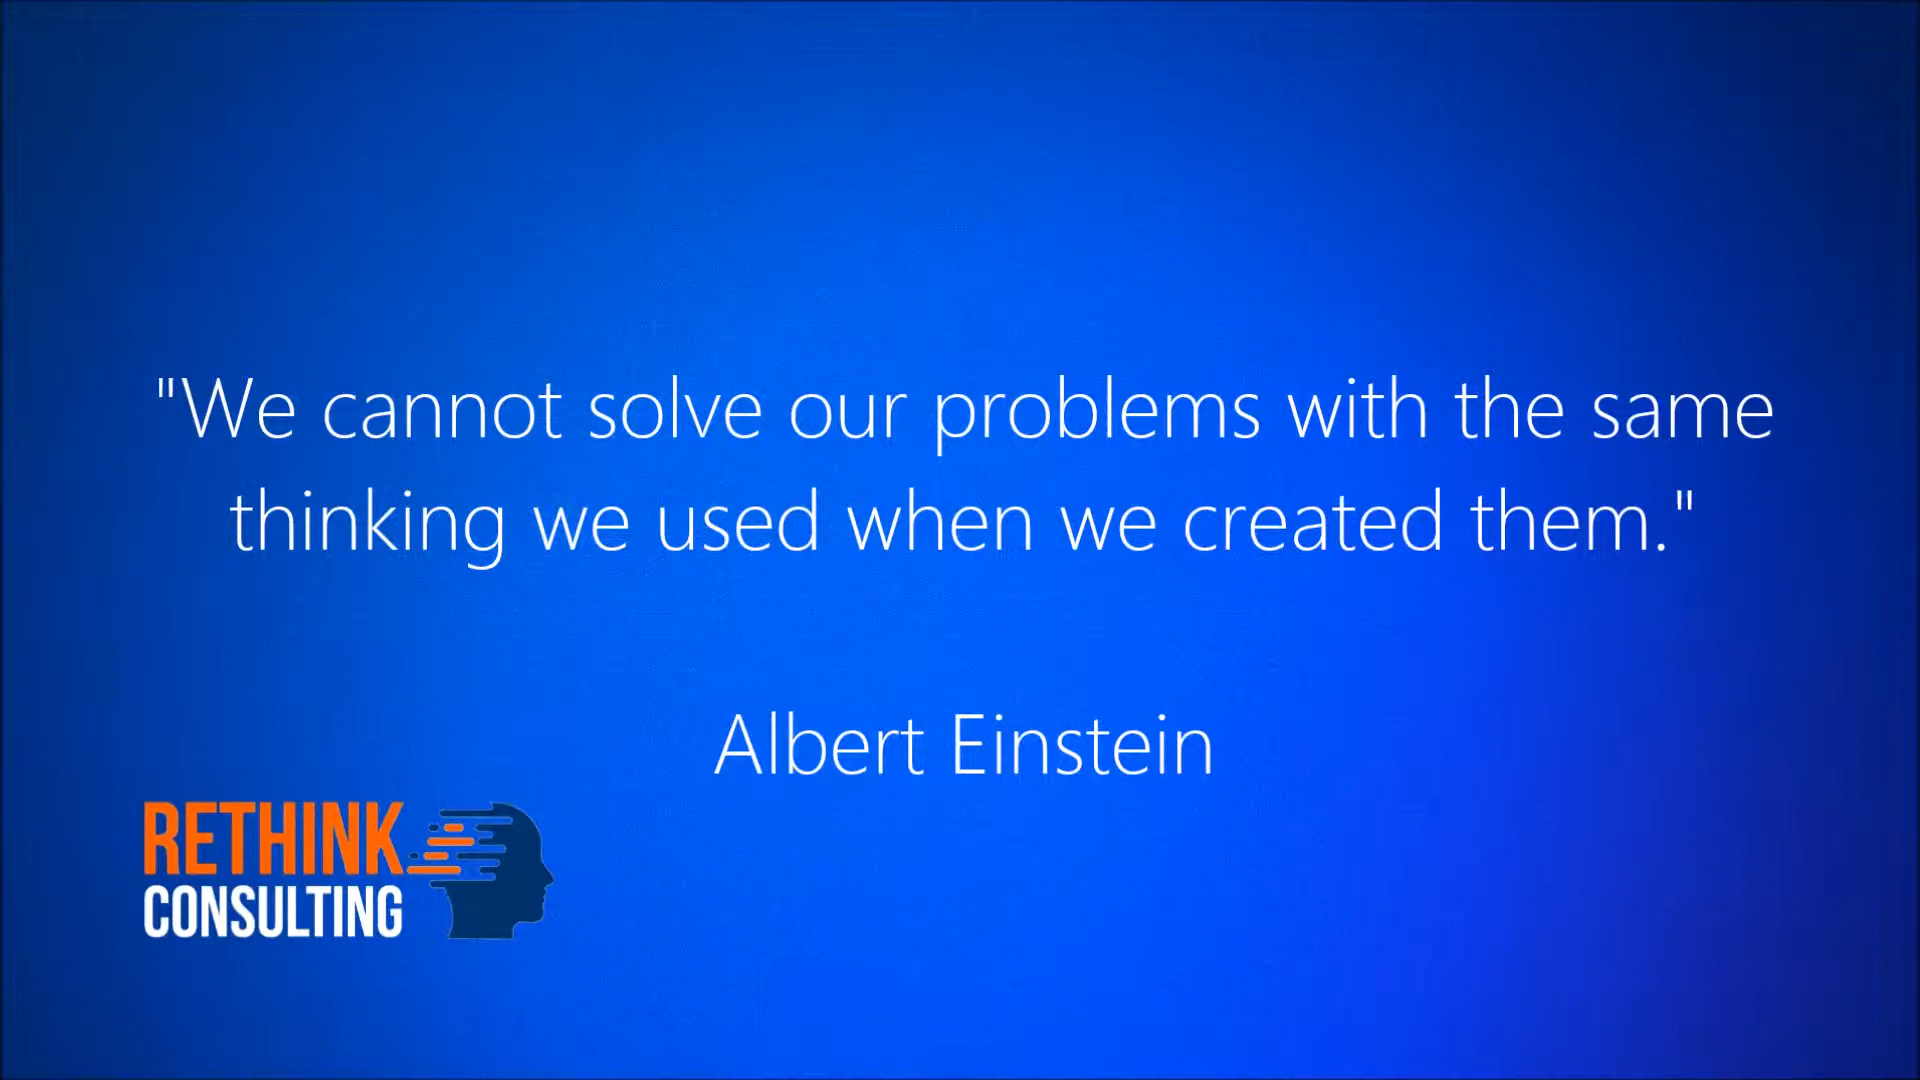 "We cannot solve our problems with the same
thinking we used when we created them."
Albert Einstein
RETHINK
CONSULTING